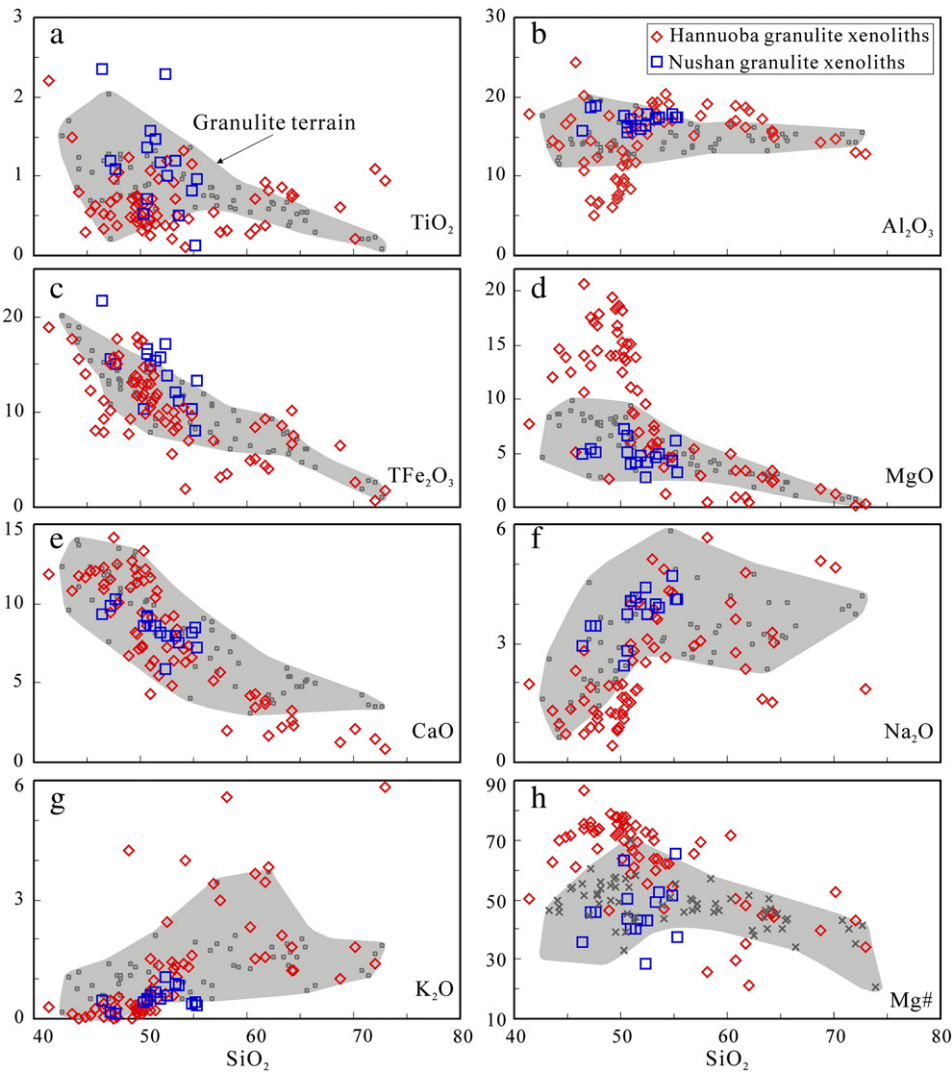 a
3
2
1
0
Granulite terrain
TiO₂
b
30
20
10
0
Hannuoba granulite xenoliths
Nushan granulite xenoliths
Al₂O₃
c
20
10
0
TFe₂O₃
d
20
15
10
5
0
MgO
e
15
10
5
0
CaO
f
6
3
0
Na₂O
g
6
3
0
K₂O
40
50
60
70
80
SiO₂
h
90
70
50
30
10
Mg#
40
50
60
70
80
SiO₂